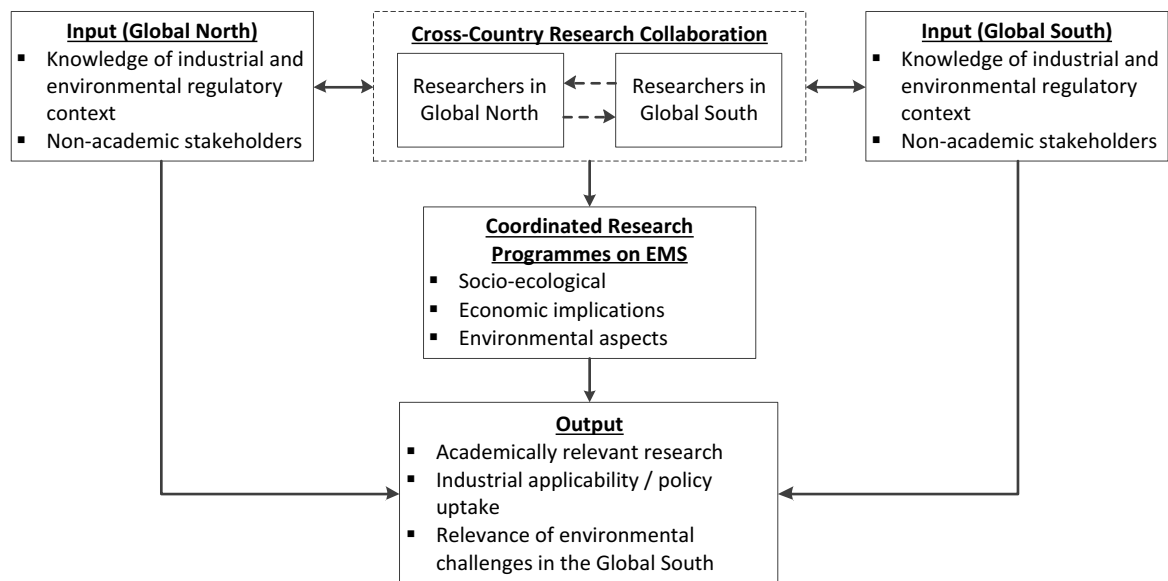 Input (Global North)
▪ Knowledge of industrial and
environmental regulatory
context
▪ Non-academic stakeholders
Cross-Country Research Collaboration
Researchers in
Global North
Researchers in
Global South
Input (Global South)
▪ Knowledge of industrial and
environmental regulatory
context
▪ Non-academic stakeholders
Coordinated Research
Programmes on EMS
▪ Socio-ecological
▪ Economic implications
▪ Environmental aspects
Output
▪ Academically relevant research
▪ Industrial applicability / policy
uptake
▪ Relevance of environmental
challenges in the Global South